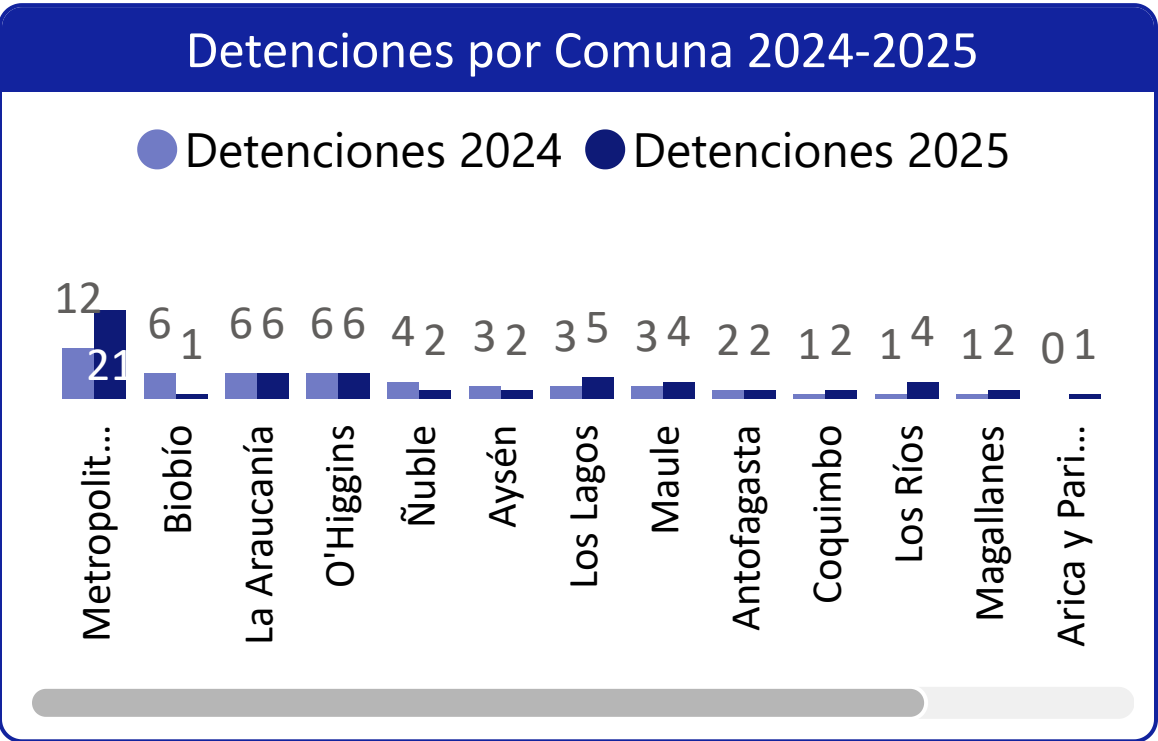 Detenciones por Comuna 2024-2025
Detenciones 2024 Detenciones 2025
12 21 6 1 6 6 6 6 4 2 3 2 3 5 3 4 2 2 1 2 1 4 1 2 0 1
Metropolit...
Biobío
La Araucanía
O'Higgins
Ñuble
Aysén
Los Lagos
Maule
Antofagasta
Coquimbo
Los Ríos
Magallanes
Arica y Pari...